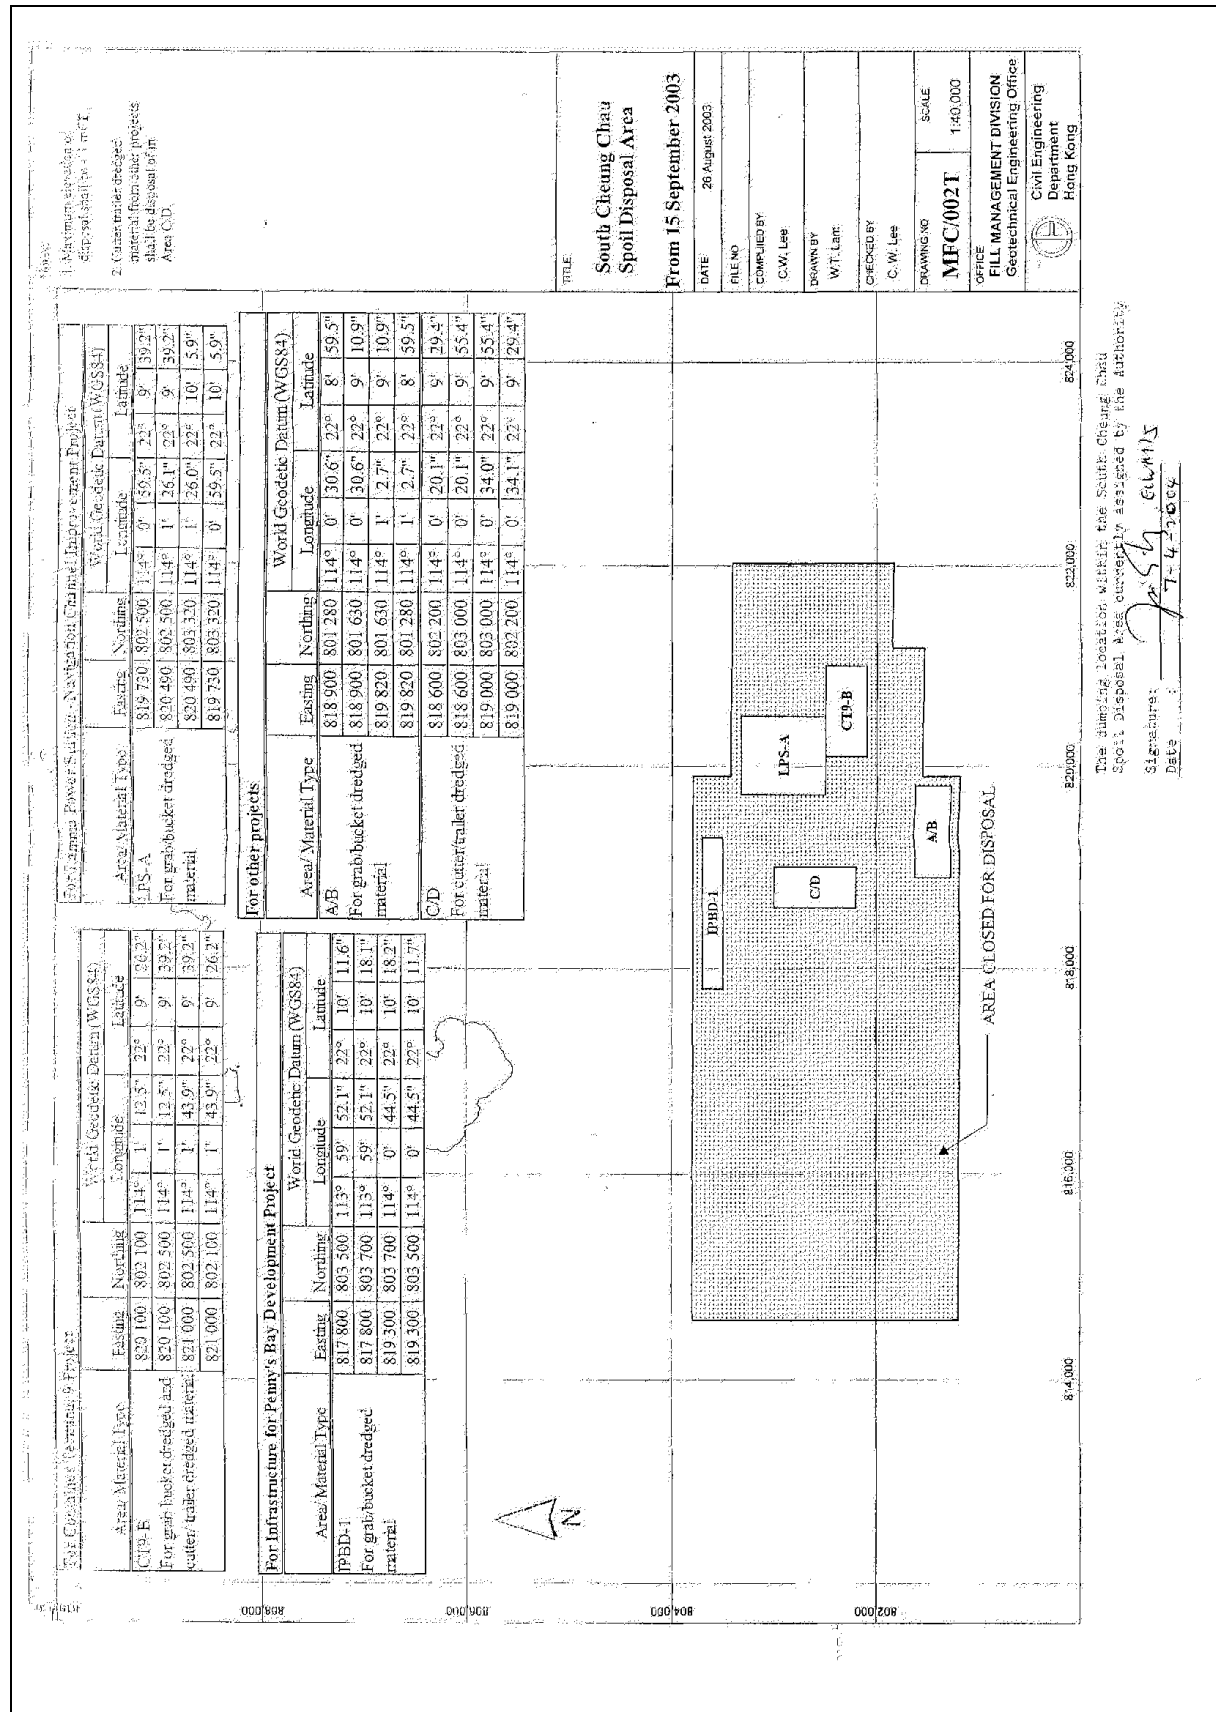 For Container Terminal 9 Project
Area/ Material Type Easting Northing World Geodetic Datum (WGS84)
Longitude Latitude
CT9-B 820 100 802 100 114° 1' 12.5" 22° 9' 26.2"
For grab/bucket dredged and 820 100 802 500 114° 1' 12.5" 22° 9' 39.2"
cutter/ trailer dredged material 821 000 802 500 114° 1' 43.9" 22° 9' 39.2"
821 000 802 100 114° 1' 43.9" 22° 9' 26.2"
For Lamma Power Station - Navigation Channel Improvement Project
Area/ Material Type Easting Northing World Geodetic Datum (WGS84)
Longitude Latitude
LPS-A 819 730 802 500 114° 0' 59.5" 22° 9' 39.2"
For grab/bucket dredged 820 490 802 500 114° 1' 26.1" 22° 9' 39.2"
material 820 490 803 320 114° 1' 26.0" 22° 10' 5.9"
819 730 803 320 114° 0' 59.5" 22° 10' 5.9"
For Infrastructure for Penny's Bay Development Project
Area/ Material Type Easting Northing World Geodetic Datum (WGS84)
Longitude Latitude
IPBD-1 817 800 803 500 113° 59' 52.1" 22° 10' 11.6"
For grab/bucket dredged 817 800 803 700 113° 59' 52.1" 22° 10' 18.1"
material 819 300 803 700 114° 0' 44.5" 22° 10' 18.2"
819 300 803 500 114° 0' 44.5" 22° 10' 11.7"
For other projects
Area/ Material Type Easting Northing World Geodetic Datum (WGS84)
Longitude Latitude
A/B 818 900 801 280 114° 0' 30.6" 22° 8' 59.5"
For grab/bucket dredged 818 900 801 630 114° 0' 30.6" 22° 9' 10.9"
material 819 820 801 630 114° 1' 2.7" 22° 9' 10.9"
819 820 801 280 114° 1' 2.7" 22° 8' 59.5"
C/D 818 600 802 200 114° 0' 20.1" 22° 9' 29.4"
For cutter/trailer dredged 818 600 803 000 114° 0' 20.1" 22° 9' 55.4"
material 819 000 803 000 114° 0' 34.0" 22° 9' 55.4"
819 000 802 200 114° 0' 34.1" 22° 9' 29.4"
Notes:
1. Maximum elevation of
disposal shall be
2. Cutter/trailer dredged
material from other projects
shall be disposal of in
Area C/D.
N
808,000
806,000
804,000
802,000
IPBD-1
LPS-A
CT9-B
C/D
A/B
AREA CLOSED FOR DISPOSAL
814,000
816,000
818,000
820,000
822,000
824,000
TITLE
South Cheung Chau
Spoil Disposal Area
From 15 September 2003
DATE 26 August 2003
FILE NO
COMPILED BY
C.W. Lee
DRAWN BY
W.T. Lam
CHECKED BY
C. W. Lee
DRAWING NO SCALE
MFC/002T 1:40,000
OFFICE
FILL MANAGEMENT DIVISION
Geotechnical Engineering Office
Civil Engineering
Department
Hong Kong
The dumping location within the South Cheung Chau
Spoil Disposal Area currently assigned by the Authority
Signature:
Date : 7-4-2004